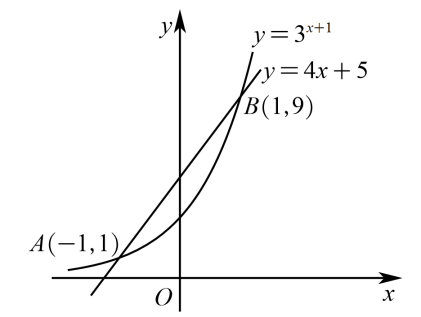 y
y = 3^{x+1}
y = 4x + 5
B(1,9)
A(−1,1)
O
x